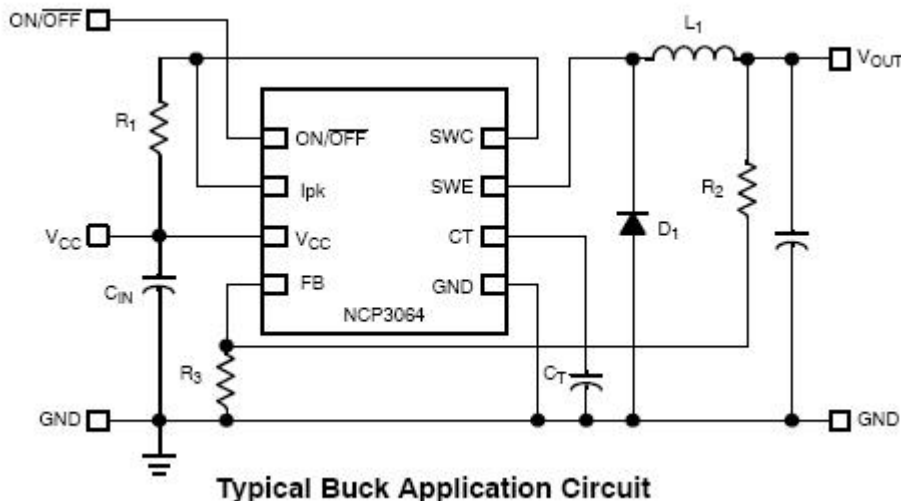 ON/OFF
L1
VOUT
R1
ON/OFF
SWC
Ipk
SWE
R2
VCC
VCC
CT
D1
CIN
FB
GND
NCP3064
R3
CT
GND
GND
Typical Buck Application Circuit